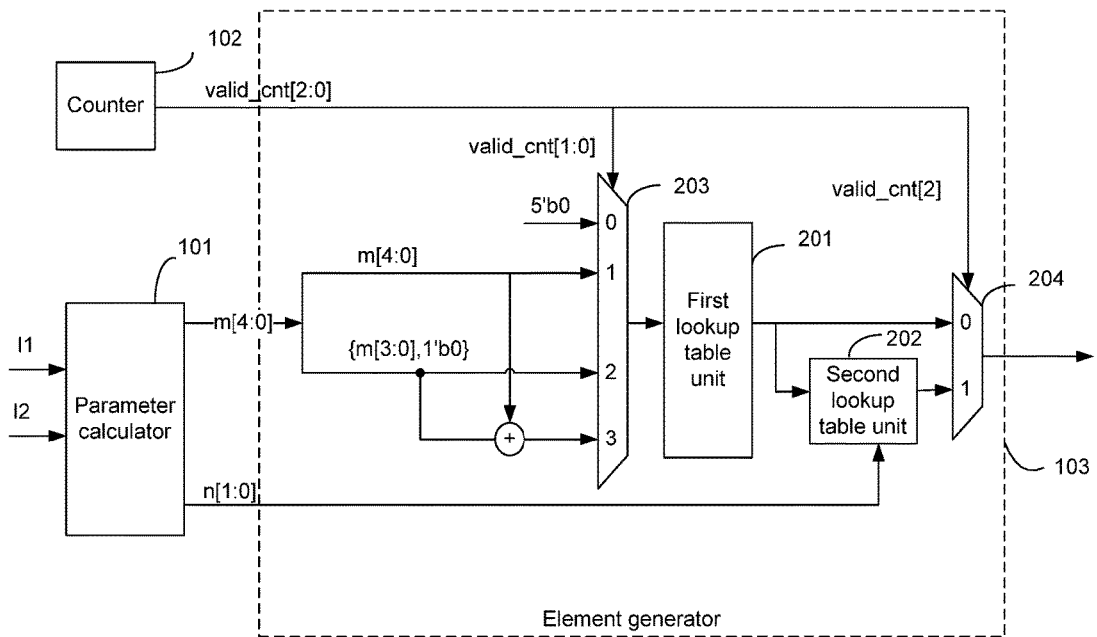 102
Counter
valid_cnt[2:0]
valid_cnt[1:0]
203
valid_cnt[2]
5'b0
0
201
101
m[4:0]
1
204
First
lookup
table
unit
m[4:0]
0
{m[3:0],1'b0}
202
I1
2
Second
lookup
table unit
1
I2
Parameter
calculator
+
3
103
n[1:0]
Element generator